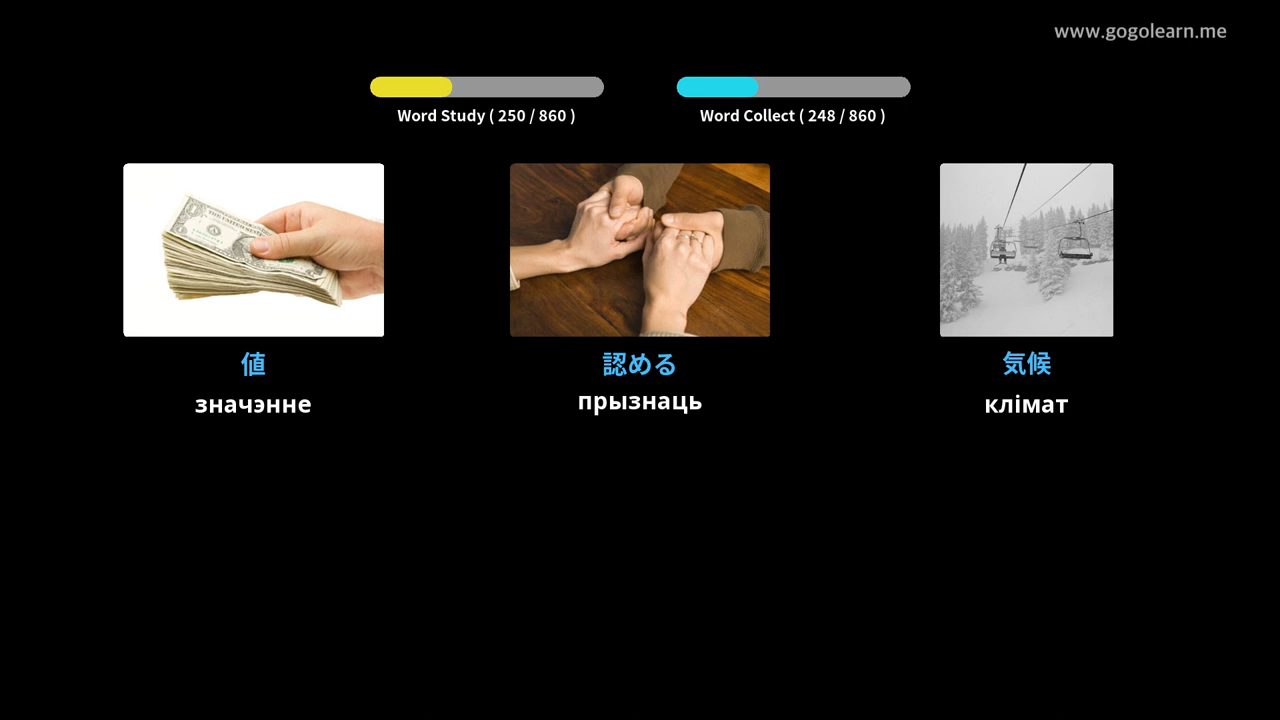 www.gogolearn.me
Word Study ( 250 / 860 )
Word Collect ( 248 / 860 )
値
значэнне
認める
прызнаць
気候
клімат